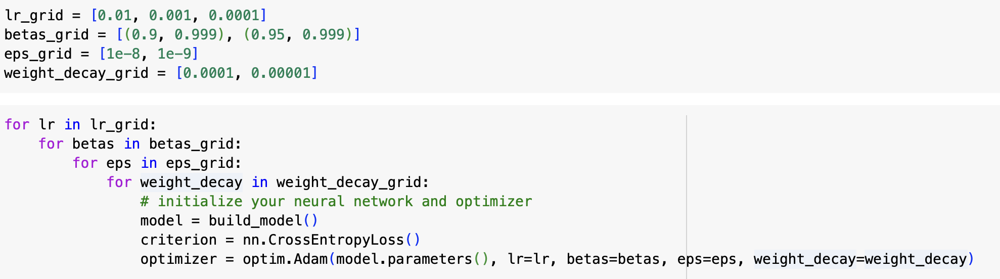 lr_grid = [0.01, 0.001, 0.0001]
betas_grid = [(0.9, 0.999), (0.95, 0.999)]
eps_grid = [1e-8, 1e-9]
weight_decay_grid = [0.0001, 0.00001]
for lr in lr_grid:
    for betas in betas_grid:
        for eps in eps_grid:
            for weight_decay in weight_decay_grid:
                # initialize your neural network and optimizer
                model = build_model()
                criterion = nn.CrossEntropyLoss()
                optimizer = optim.Adam(model.parameters(), lr=lr, betas=betas, eps=eps, weight_decay=weight_decay)